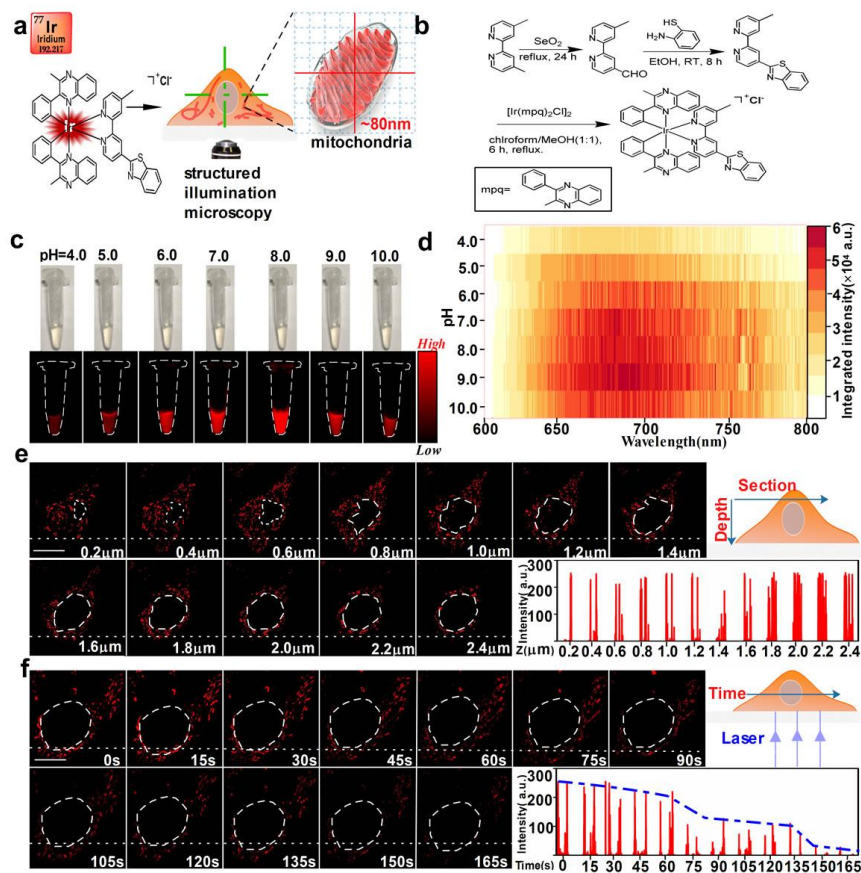 a
77
Ir
Iridium
192.217
⁺Cl⁻
Ir
~80nm
mitochondria
structured
illumination
microscopy
b
SeO₂
reflux, 24 h
CHO
HS
H₂N
EtOH, RT, 8 h
[Ir(mpq)₂Cl]₂
chlroform/MeOH(1:1),
6 h, reflux.
⁺Cl⁻
mpq=
c
pH=4.0 5.0 6.0 7.0 8.0 9.0 10.0
High
Low
d
pH
4.0
5.0
6.0
7.0
8.0
9.0
10.0
600 650 700 750 800
Wavelength(nm)
6
5
4
3
2
1
Integrated intensity(×10⁴ a.u.)
e
0.2μm 0.4μm 0.6μm 0.8μm 1.0μm 1.2μm 1.4μm
Section
Depth
1.6μm 1.8μm 2.0μm 2.2μm 2.4μm
Intensity( a.u.)
300
200
100
Z(μm) 0.2 0.4 0.6 0.8 1.0 1.2 1.4 1.6 1.8 2.0 2.2 2.4
f
0s 15s 30s 45s 60s 75s 90s
Time
Laser
105s 120s 135s 150s 165s
Intensity( a.u.)
300
200
100
Time(s) 0 15 30 45 60 75 90 105 120 135 150 165